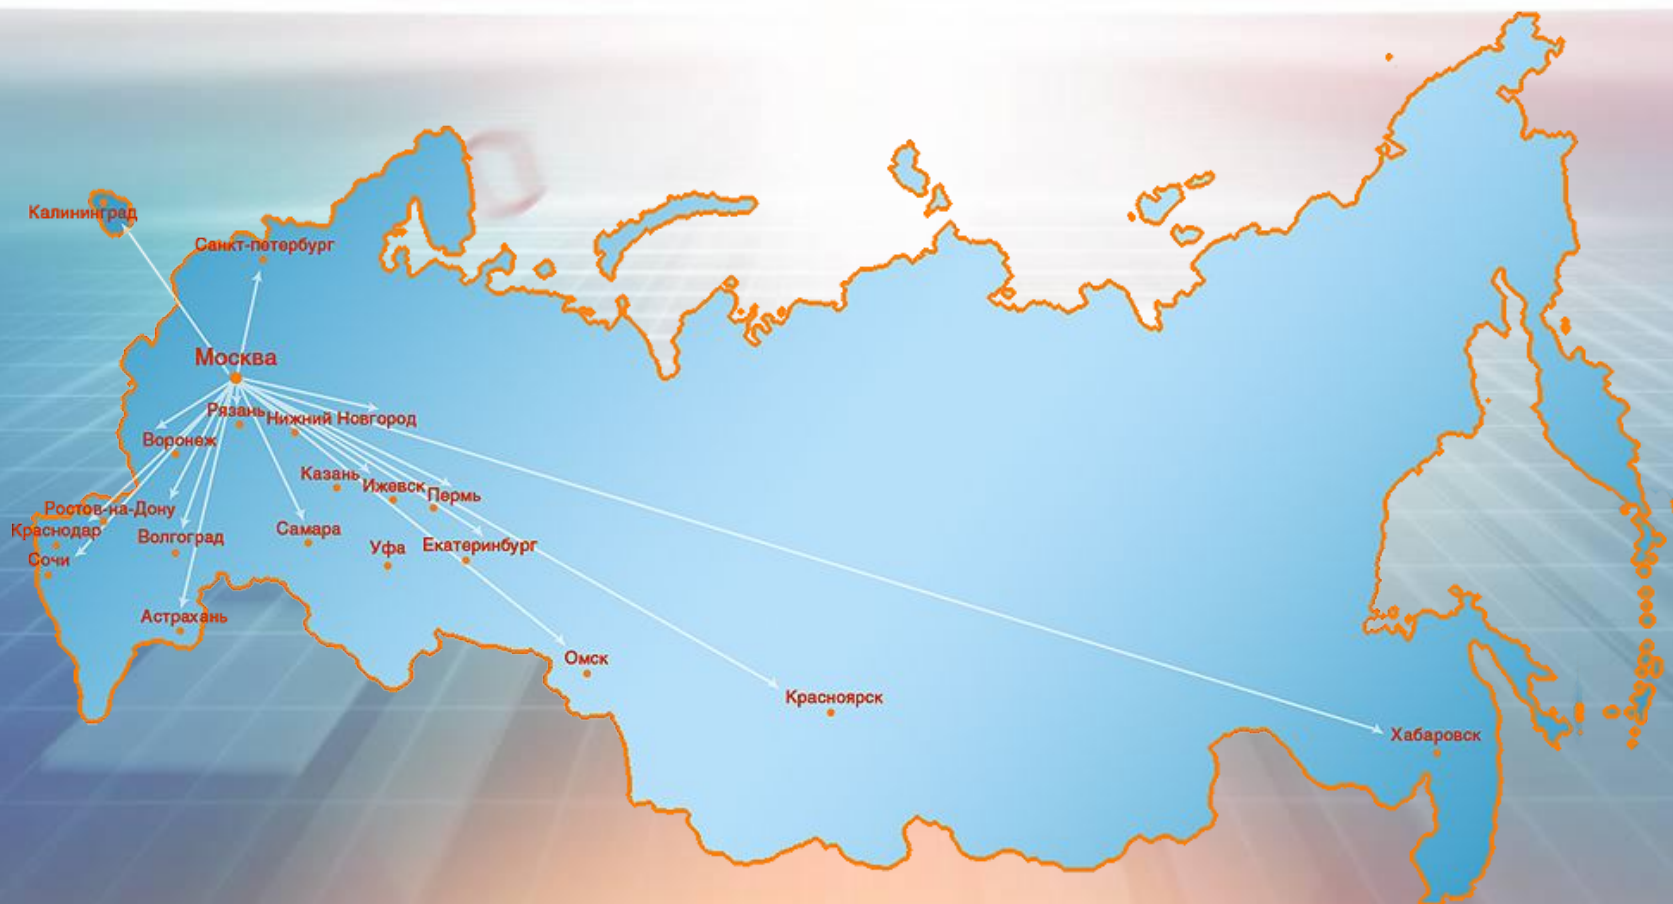 Калининград
Санкт-петербург
Москва
Рязань
Нижний Новгород
Воронеж
Казань
Ижевск
Пермь
Ростов-на-Дону
Краснодар
Волгоград
Самара
Уфа
Екатеринбург
Сочи
Астрахань
Омск
Красноярск
Хабаровск